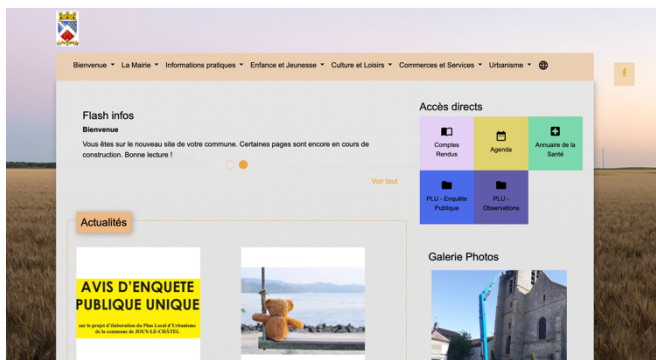 Bienvenue La Mairie Informations pratiques Enfance et Jeunesse Culture et Loisirs Commerces et Services Urbanisme
f
Flash infos
Bienvenue
Vous êtes sur le nouveau site de votre commune. Certaines pages sont encore en cours de
construction. Bonne lecture !
Voir tout
Accès directs
Comptes
Rendus
Agenda
Annuaire de la
Santé
PLU - Enquête
Publique
PLU -
Observations
Actualités
AVIS D'ENQUETE
PUBLIQUE UNIQUE
sur le projet d'élaboration du Plan Local d'Urbanisme
de la commune de JOUY-LE-CHÂTEL
Galerie Photos